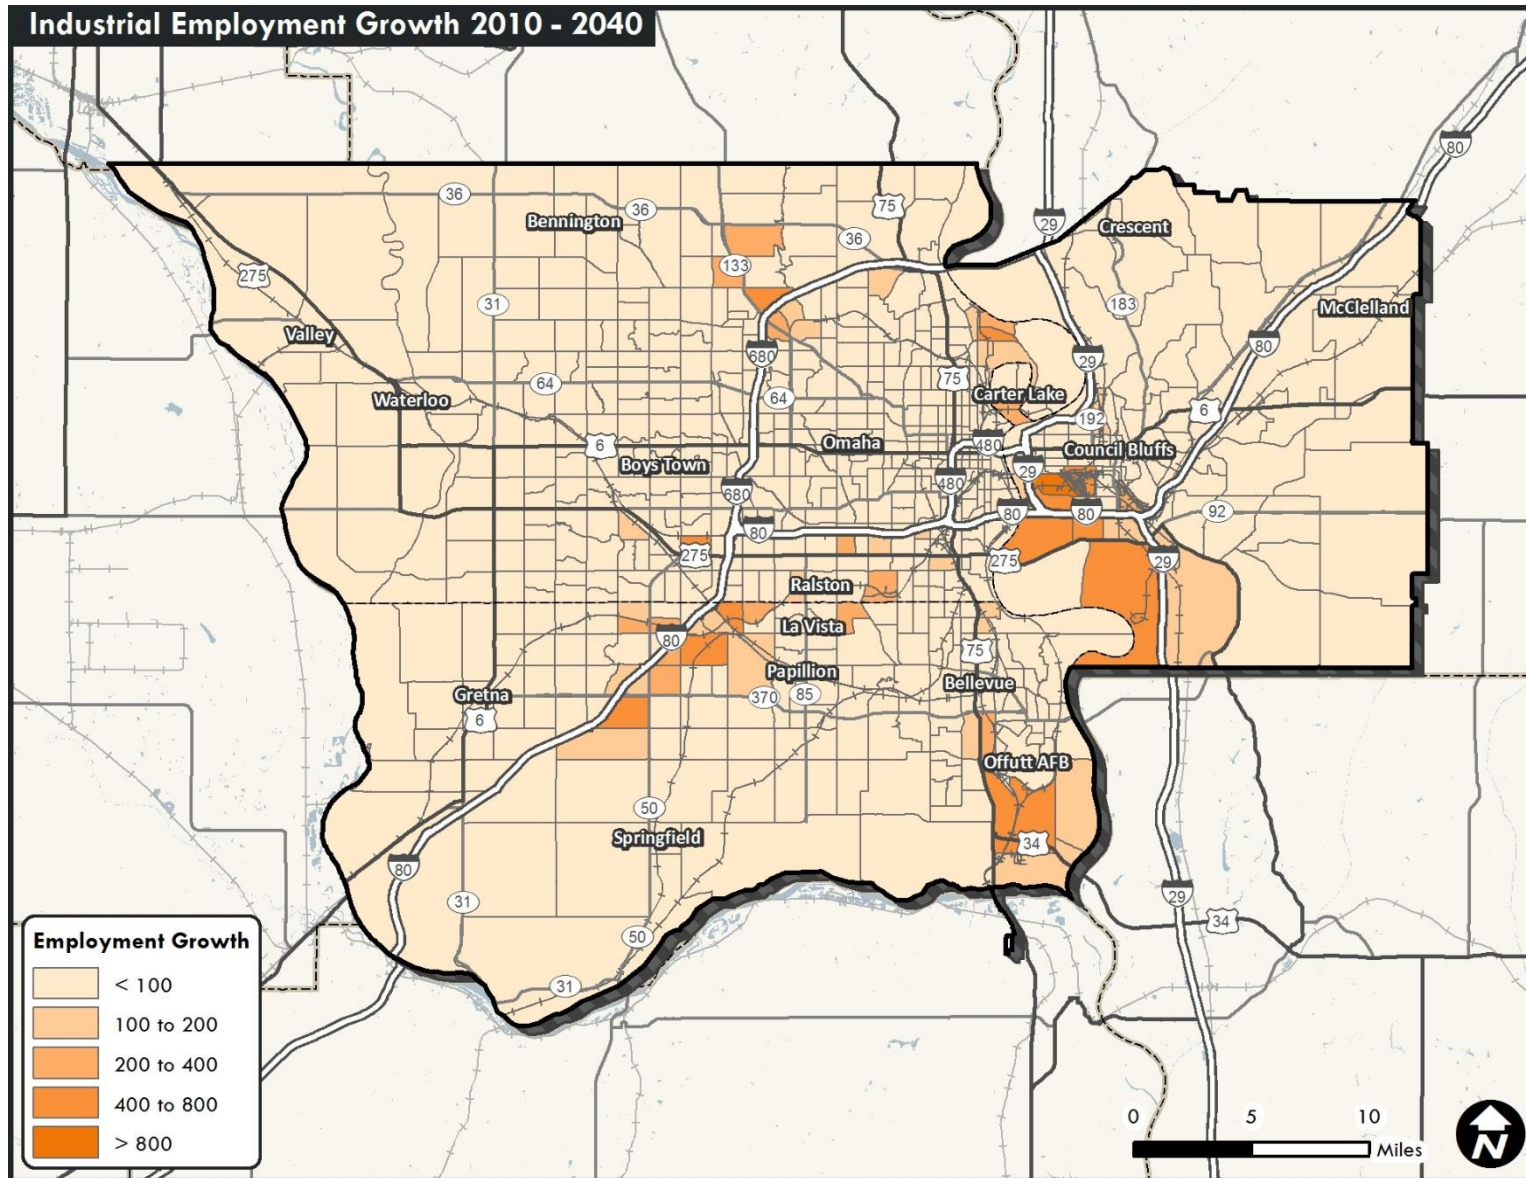 Industrial Employment Growth 2010 - 2040
80
36
36
75
29
Crescent
Bennington
36
133
275
31
183
McClelland
Valley
680
29
80
75
64
64
Carter Lake
Waterloo
6
192
6
Omaha
480
Council Bluffs
Boys Town
29
680
480
80
80
92
80
275
275
29
Ralston
La Vista
80
75
Papillion
Bellevue
Gretna
370
85
6
Offutt AFB
50
Springfield
34
80
29
31
34
50
31
Employment Growth
< 100
100 to 200
200 to 400
400 to 800
> 800
0 5 10
Miles
N